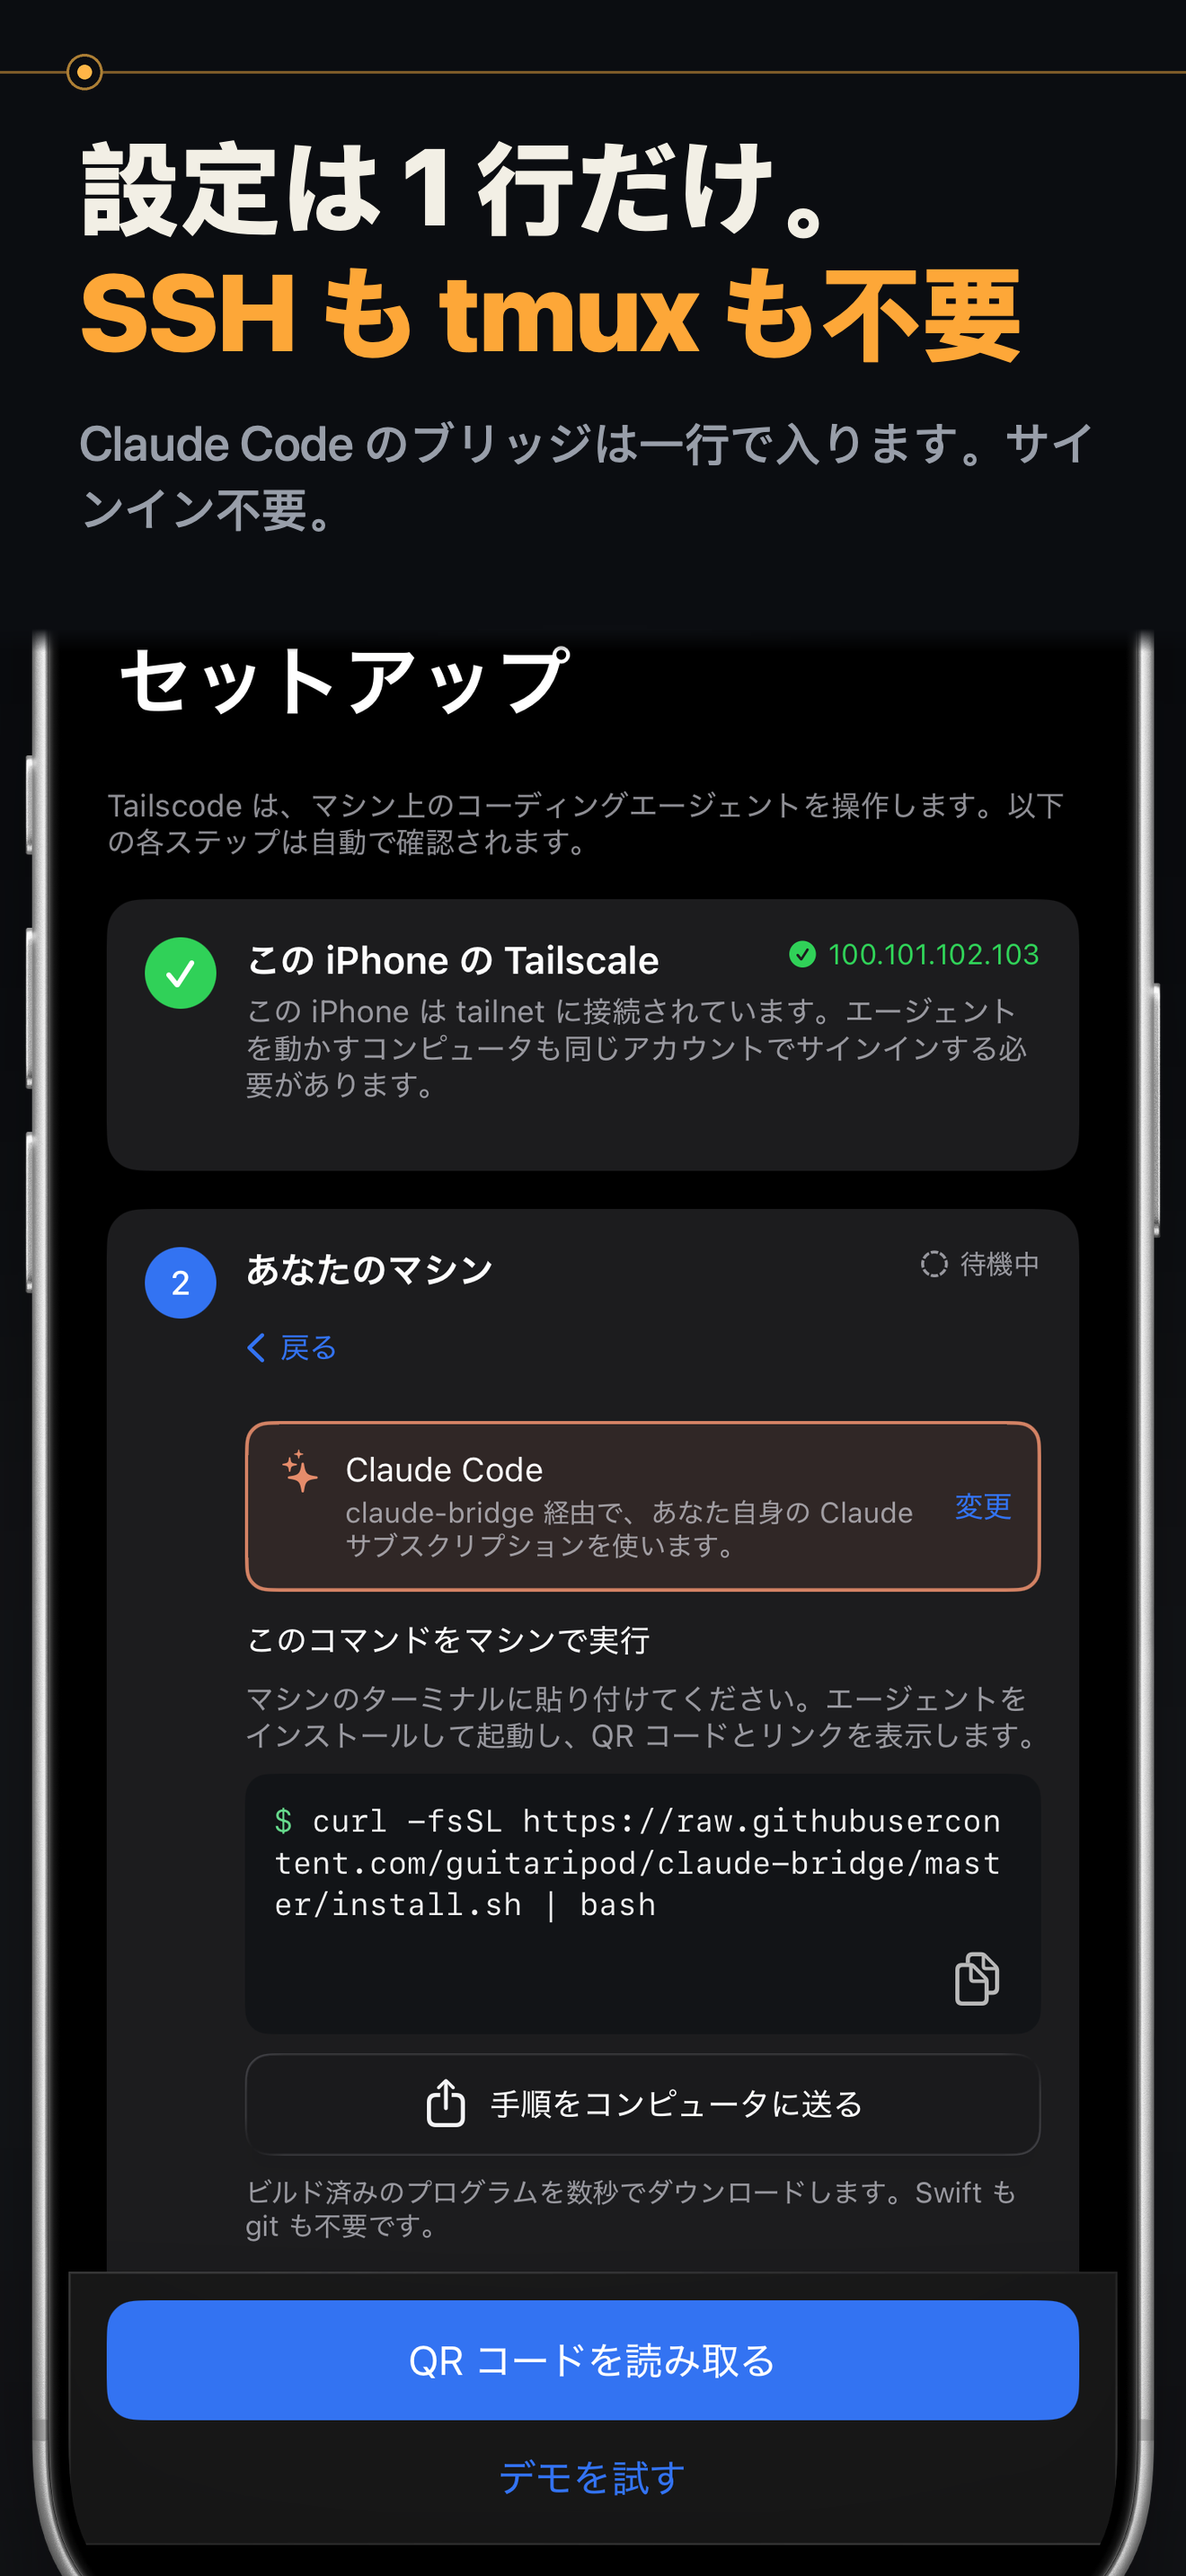 設定は1行だけ。
SSH も tmux も不要
Claude Code のブリッジは一行で入ります。サイ
ンイン不要。
セットアップ
Tailscode は、マシン上のコーディングエージェントを操作します。以下
の各ステップは自動で確認されます。
この iPhone の Tailscale
100.101.102.103
この iPhone は tailnet に接続されています。エージェント
を動かすコンピュータも同じアカウントでサインインする必
要があります。
2
あなたのマシン
待機中
戻る
Claude Code
claude-bridge 経由で、あなた自身の Claude
サブスクリプションを使います。
変更
このコマンドをマシンで実行
マシンのターミナルに貼り付けてください。エージェントを
インストールして起動し、QR コードとリンクを表示します。
$ curl -fsSL https://raw.githubusercon
tent.com/guitaripod/claude-bridge/mast
er/install.sh | bash
手順をコンピュータに送る
ビルド済みのプログラムを数秒でダウンロードします。Swift も
git も不要です。
QR コードを読み取る
デモを試す